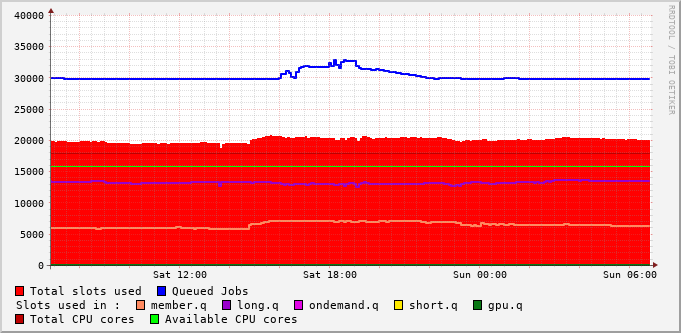 40000
35000
30000
25000
20000
15000
10000
5000
0
Sat 12:00 Sat 18:00 Sun 00:00 Sun 06:00
Total slots used Queued Jobs
Slots used in : member.q long.q ondemand.q short.q gpu.q
Total CPU cores Available CPU cores
RRDTOOL / TOBI OETIKER